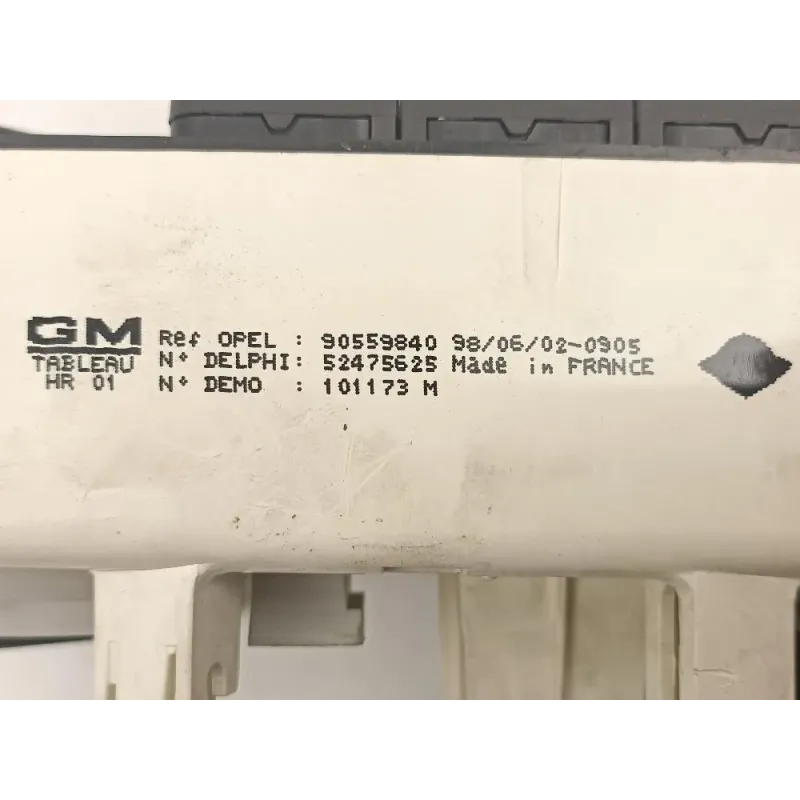 GM
TABLEAU
HR 01
Ref OPEL : 90559840 98/06/02-0905
N° DELPHI: 52475625 Made in FRANCE
N° DEMO : 101173 M